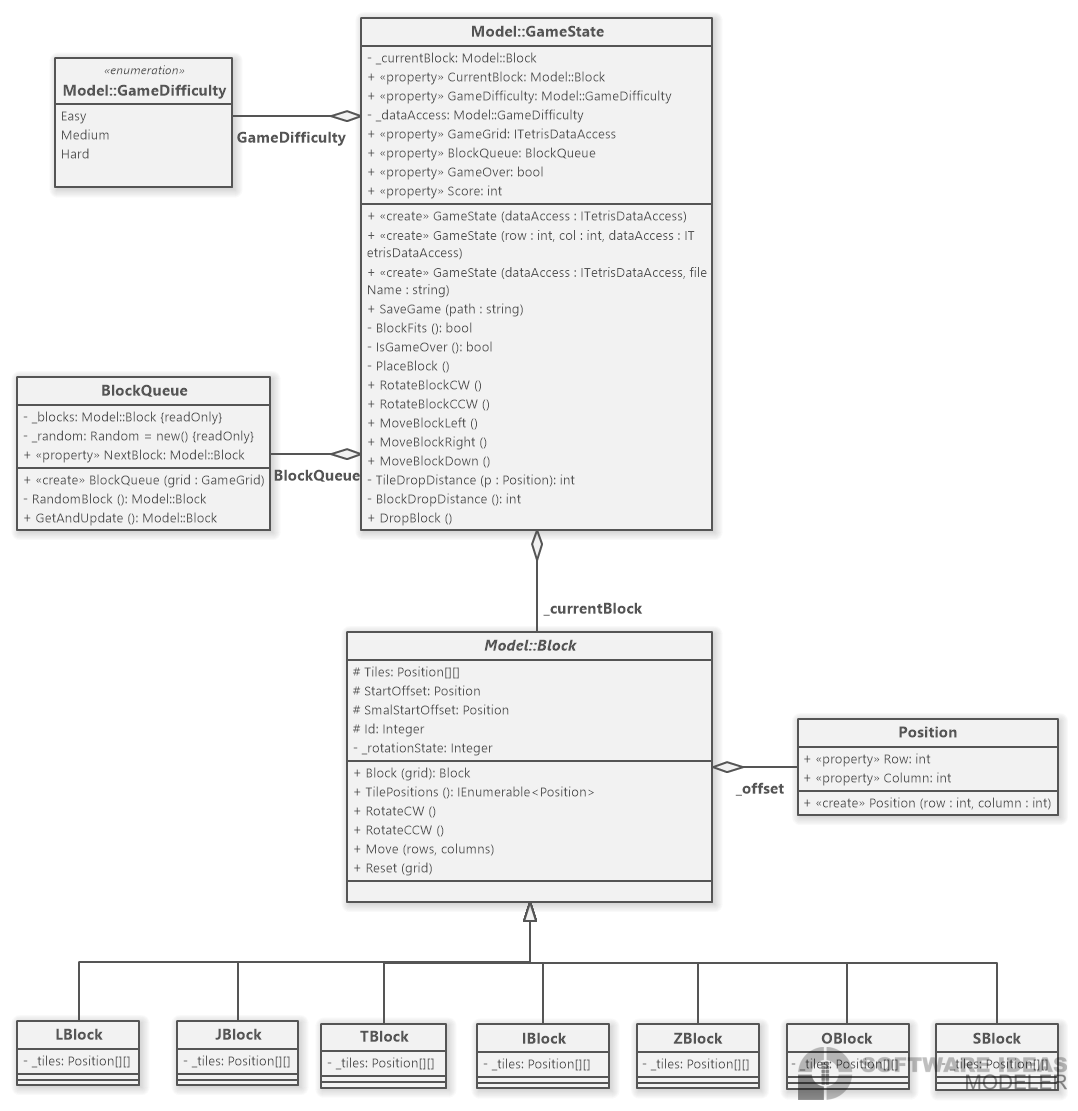 Model::GameState
- _currentBlock: Model::Block
+ «property» CurrentBlock: Model::Block
+ «property» GameDifficulty: Model::GameDifficulty
- _dataAccess: Model::GameDifficulty
+ «property» GameGrid: ITetrisDataAccess
+ «property» BlockQueue: BlockQueue
+ «property» GameOver: bool
+ «property» Score: int
+ «create» GameState (dataAccess : ITetrisDataAccess)
+ «create» GameState (row : int, col : int, dataAccess : IT
etrisDataAccess)
+ «create» GameState (dataAccess : ITetrisDataAccess, file
Name : string)
+ SaveGame (path : string)
- BlockFits (): bool
- IsGameOver (): bool
- PlaceBlock ()
+ RotateBlockCW ()
+ RotateBlockCCW ()
+ MoveBlockLeft ()
+ MoveBlockRight ()
+ MoveBlockDown ()
- TileDropDistance (p : Position): int
- BlockDropDistance (): int
+ DropBlock ()
«enumeration»
Model::GameDifficulty
Easy
Medium
Hard
GameDifficulty
BlockQueue
- _blocks: Model::Block {readOnly}
- _random: Random = new() {readOnly}
+ «property» NextBlock: Model::Block
+ «create» BlockQueue (grid : GameGrid)
- RandomBlock (): Model::Block
+ GetAndUpdate (): Model::Block
BlockQueue
_currentBlock
Model::Block
# Tiles: Position[][]
# StartOffset: Position
# SmalStartOffset: Position
# Id: Integer
- _rotationState: Integer
+ Block (grid): Block
+ TilePositions (): IEnumerable<Position>
+ RotateCW ()
+ RotateCCW ()
+ Move (rows, columns)
+ Reset (grid)
_offset
Position
+ «property» Row: int
+ «property» Column: int
+ «create» Position (row : int, column : int)
LBlock
- _tiles: Position[][]
JBlock
- _tiles: Position[][]
TBlock
- _tiles: Position[][]
IBlock
- _tiles: Position[][]
ZBlock
- _tiles: Position[][]
OBlock
- _tiles: Position[][]
SBlock
- _tiles: Position[][]
SOFTWARE IDEAS
MODELER